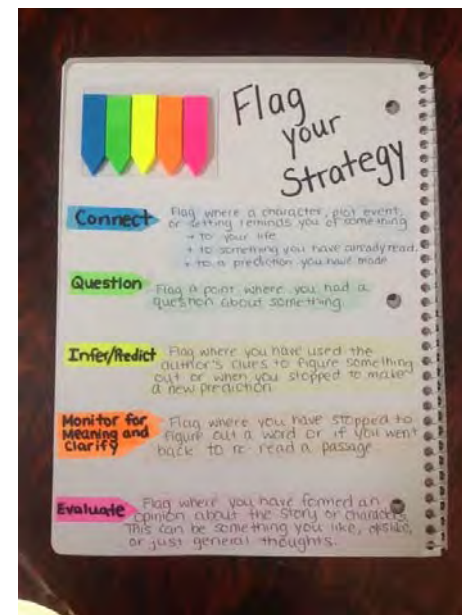 Flag
your
Strategy
Connect
Flag where a character, plot event,
or setting reminds you of something
→ to your life
→ to something you have already read.
→ to a prediction you have made
Question
Flag a point where you had a
question about something.
Infer/Predict
Flag where you have used the
author's clues to figure something
out or when you stopped to make
a new prediction
Monitor for
Meaning and
Clarify
Flag where you have stopped to
figure out a word or if you went
back to re-read a passage
Evaluate
Flag where you have formed an
opinion about the story or characters.
This can be something you like, dislike,
or just general thoughts.